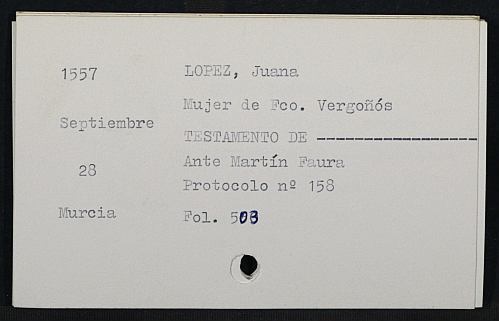 1557
LOPEZ, Juana
Mujer de Fco. Vergoñós
Septiembre
TESTAMENTO DE --------------------
28
Ante Martín Faura
Protocolo nº 158
Murcia
Fol. 503